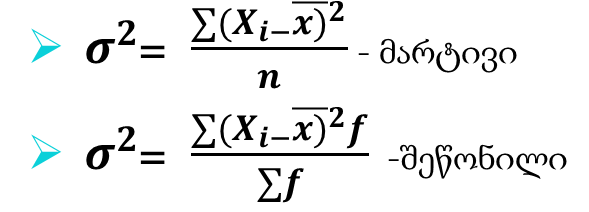 ➢ σ²= ∑(Xᵢ₋x̅)² / n - მარტივი
➢ σ²= ∑(Xᵢ₋x̅)²f / ∑f -შეწონილი